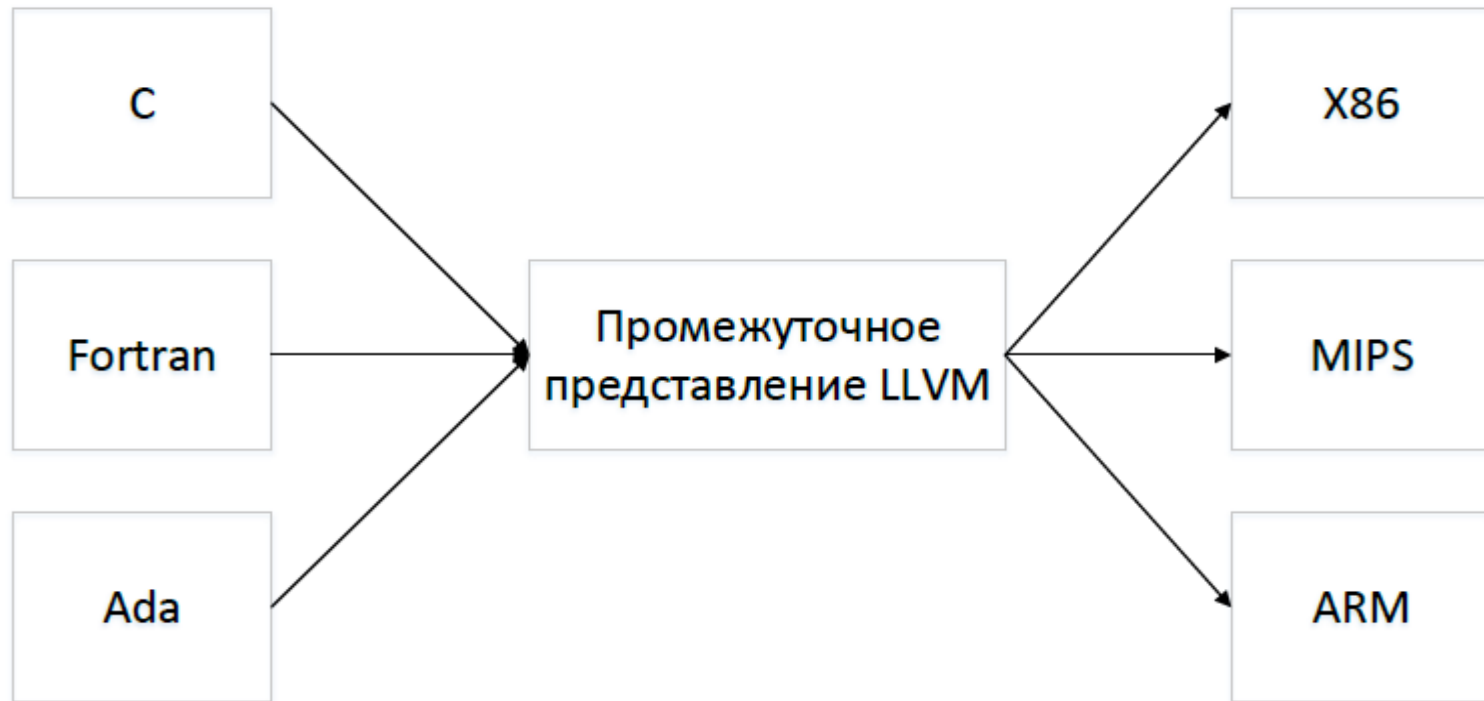 C
Fortran
Ada
Промежуточное
представление LLVM
X86
MIPS
ARM